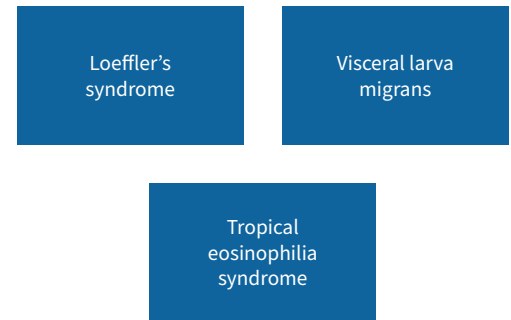 Loeffler’s
syndrome
Visceral larva
migrans
Tropical
eosinophilia
syndrome